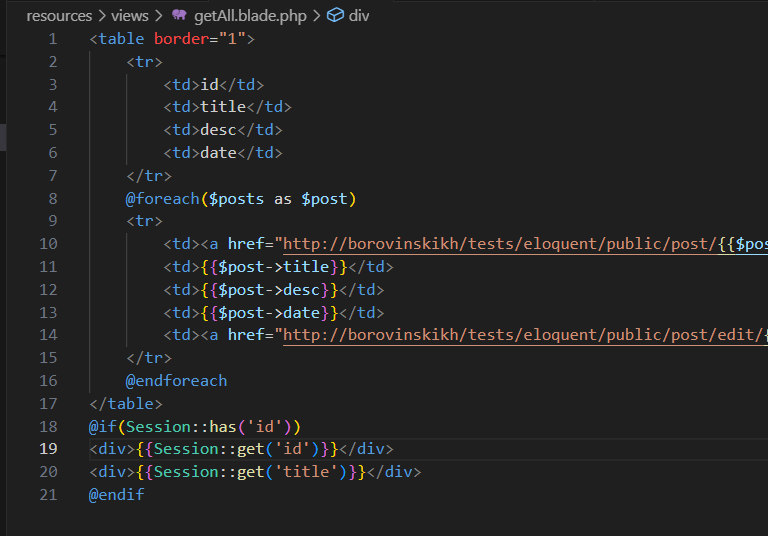 resources > views > getAll.blade.php > div
1 <table border="1">
2 <tr>
3 <td>id</td>
4 <td>title</td>
5 <td>desc</td>
6 <td>date</td>
7 </tr>
8 @foreach($posts as $post)
9 <tr>
10 <td><a href="http://borovinskikh/tests/eloquent/public/post/{{$pos
11 <td>{{$post->title}}</td>
12 <td>{{$post->desc}}</td>
13 <td>{{$post->date}}</td>
14 <td><a href="http://borovinskikh/tests/eloquent/public/post/edit/{
15 </tr>
16 @endforeach
17 </table>
18 @if(Session::has('id'))
19 <div>{{Session::get('id')}}</div>
20 <div>{{Session::get('title')}}</div>
21 @endif